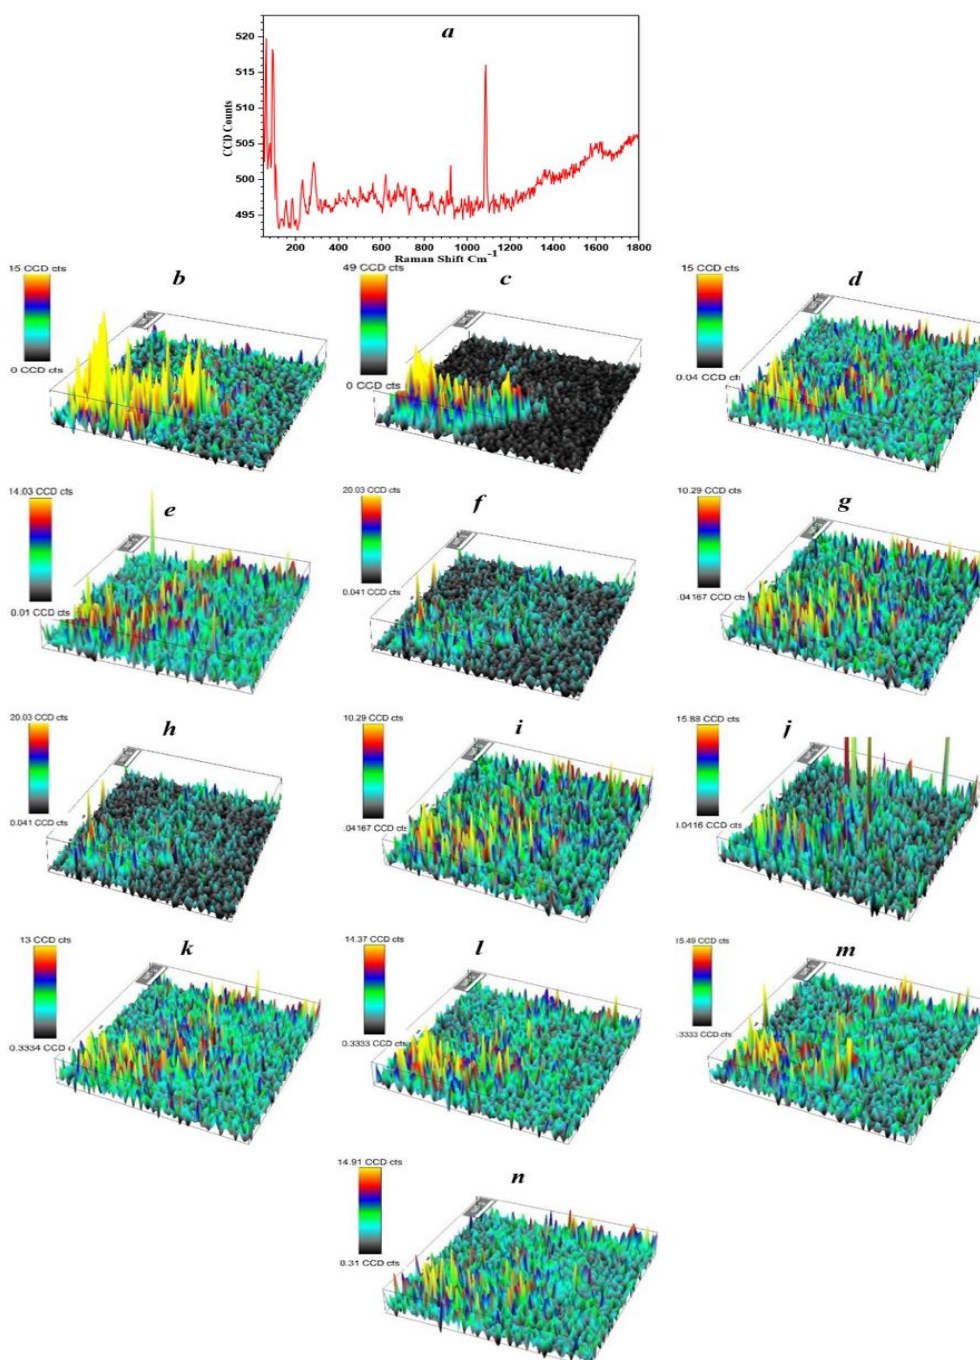 a
520
515
510
505
500
495
CCD Counts
200 400 600 800 1000 1200 1400 1600 1800
Raman Shift Cm-1
15 CCD cts
b
0 CCD cts
49 CCD cts
c
0 CCD cts
15 CCD cts
d
0.04 CCD cts
14.03 CCD cts
e
0.01 CCD cts
20.03 CCD cts
f
0.041 CCD cts
10.29 CCD cts
g
.04167 CCD cts
20.03 CCD cts
h
0.041 CCD cts
10.29 CCD cts
i
.04167 CCD cts
15.88 CCD cts
j
0.0416 CCD cts
13 CCD cts
k
0.3334 CCD
14.37 CCD cts
l
0.3333 CCD cts
15.49 CCD cts
m
.3333 CCD cts
14.91 CCD cts
n
0.31 CCD cts